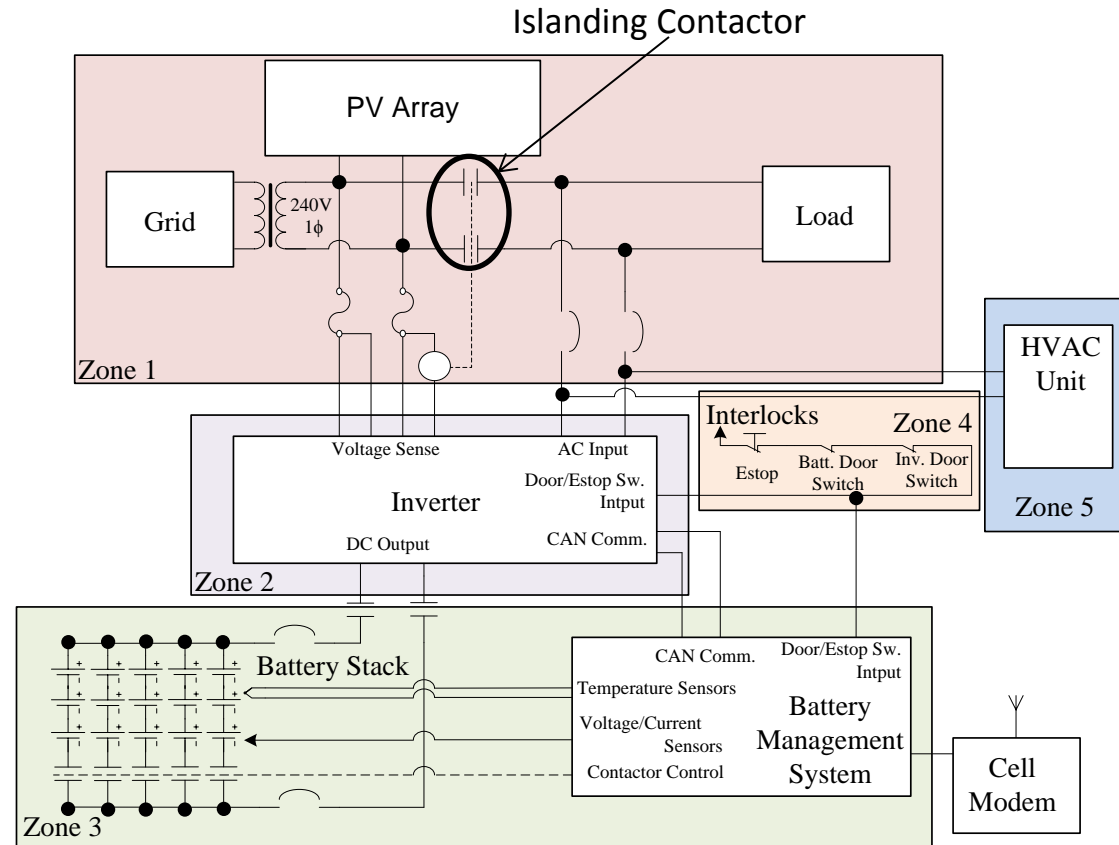 Islanding Contactor
PV Array
Grid
240V
1ϕ
Load
Zone 1
HVAC
Unit
Zone 5
Interlocks
Zone 4
Estop
Batt. Door
Switch
Inv. Door
Switch
Voltage Sense
AC Input
Door/Estop Sw.
Intput
Inverter
CAN Comm.
DC Output
Zone 2
Battery Stack
CAN Comm.
Door/Estop Sw.
Intput
Temperature Sensors
Voltage/Current
Sensors
Contactor Control
Battery
Management
System
Zone 3
Cell
Modem